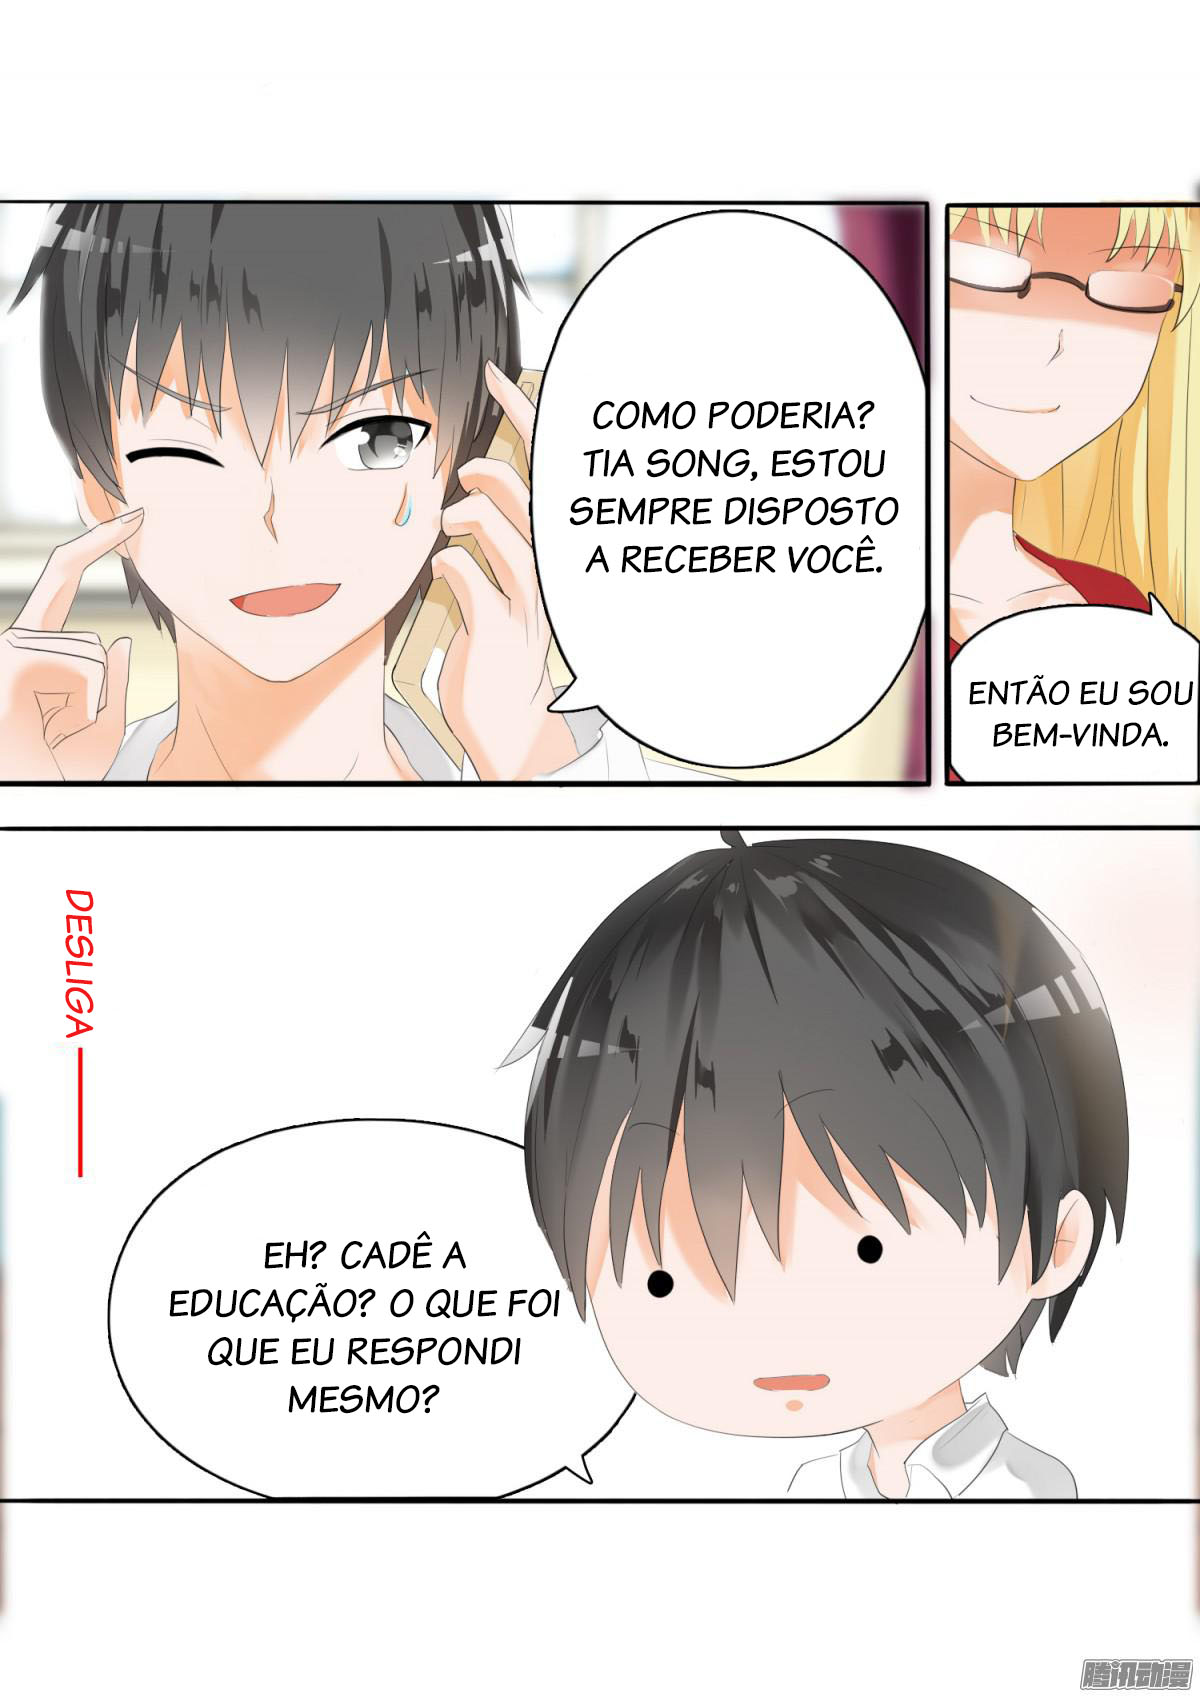 COMO PODERIA?
TIA SONG, ESTOU
SEMPRE DISPOSTO
A RECEBER VOCÊ.
ENTÃO EU SOU
BEM-VINDA.
DESLIGA
EH? CADÊ A
EDUCAÇÃO? O QUE FOI
QUE EU RESPONDI
MESMO?
腾讯动漫